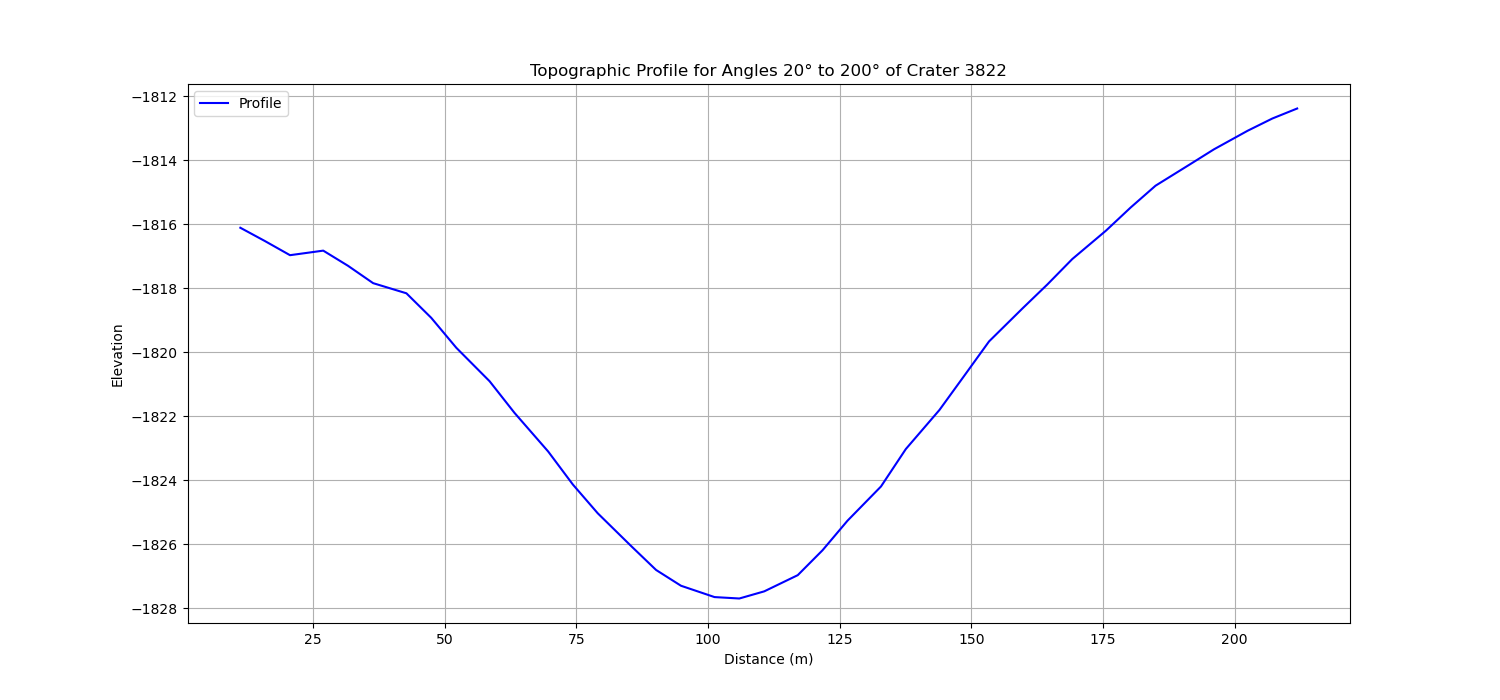 Topographic Profile for Angles 20° to 200° of Crater 3822
Profile
Elevation
−1812
−1814
−1816
−1818
−1820
−1822
−1824
−1826
−1828
25 50 75 100 125 150 175 200
Distance (m)